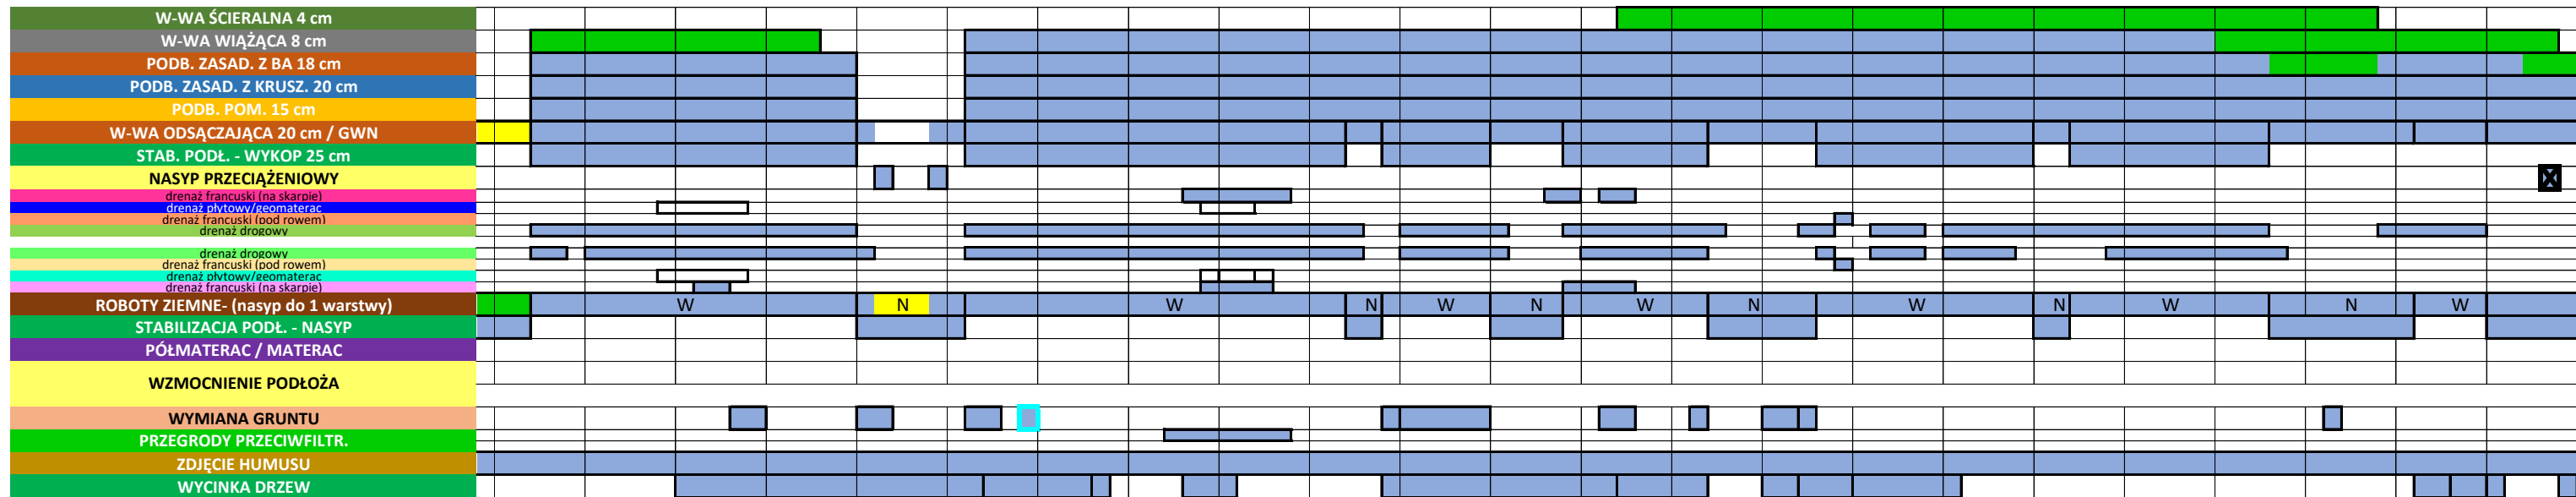 W-WA ŚCIERALNA 4 cm
W-WA WIĄŻĄCA 8 cm
PODB. ZASAD. Z BA 18 cm
PODB. ZASAD. Z KRUSZ. 20 cm
PODB. POM. 15 cm
W-WA ODSĄCZAJĄCA 20 cm / GWN
STAB. PODŁ. - WYKOP 25 cm
NASYP PRZECIĄŻENIOWY
drenaż francuski (na skarpie)
drenaż płytowy/geomaterac
drenaż francuski (pod rowem)
drenaż drogowy
drenaż drogowy
drenaż francuski (pod rowem)
drenaż płytowy/geomaterac
drenaż francuski (na skarpie)
ROBOTY ZIEMNE- (nasyp do 1 warstwy) W N W N W N W N W N W N W
STABILIZACJA PODŁ. - NASYP
PÓŁMATERAC / MATERAC
WZMOCNIENIE PODŁOŻA
WYMIANA GRUNTU
PRZEGRODY PRZECIWFILTR.
ZDJĘCIE HUMUSU
WYCINKA DRZEW